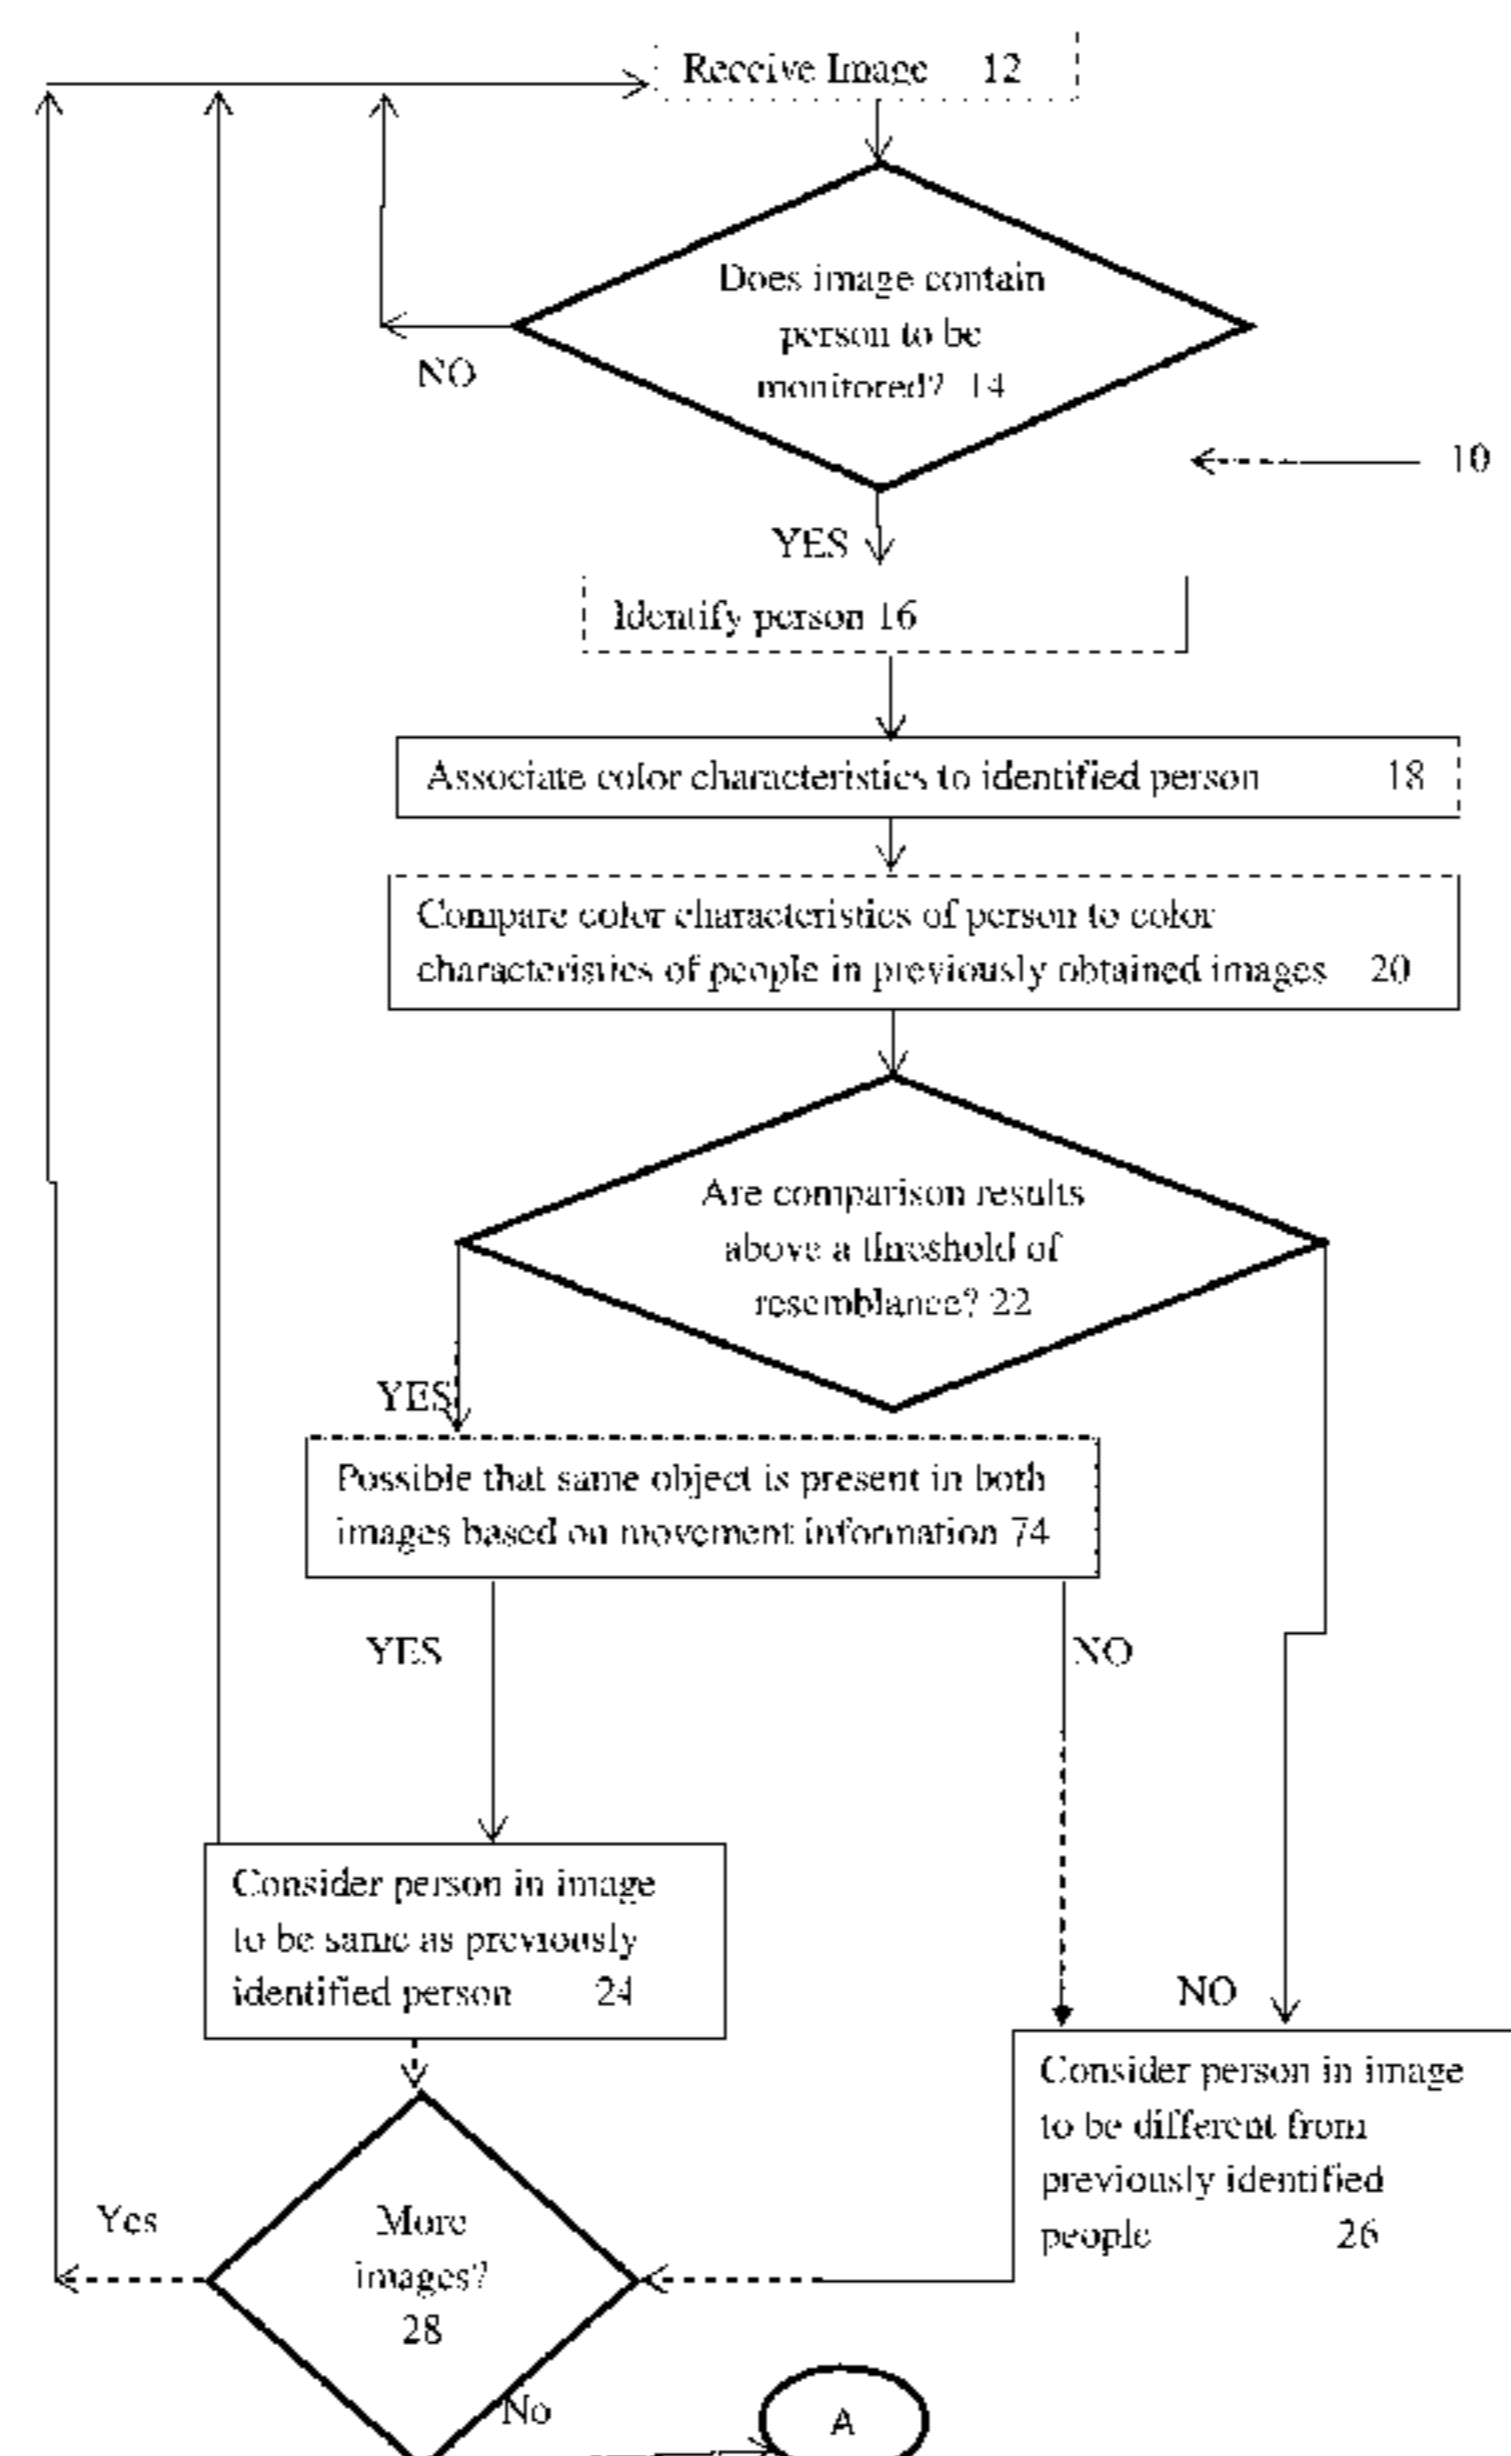 Receive Image 12
Does image contain
person to be
monitored? 14
NO
10
YES
Identify person 16
Associate color characteristics to identified person 18
Compare color characteristics of person to color
characteristics of people in previously obtained images 20
Are comparison results
above a threshold of
resemblance? 22
YES
Possible that same object is present in both
images based on movement information 74
YES
NO
Consider person in image
to be same as previously
identified person 24
NO
Consider person in image
to be different from
previously identified
people 26
Yes
More
images?
28
No
A